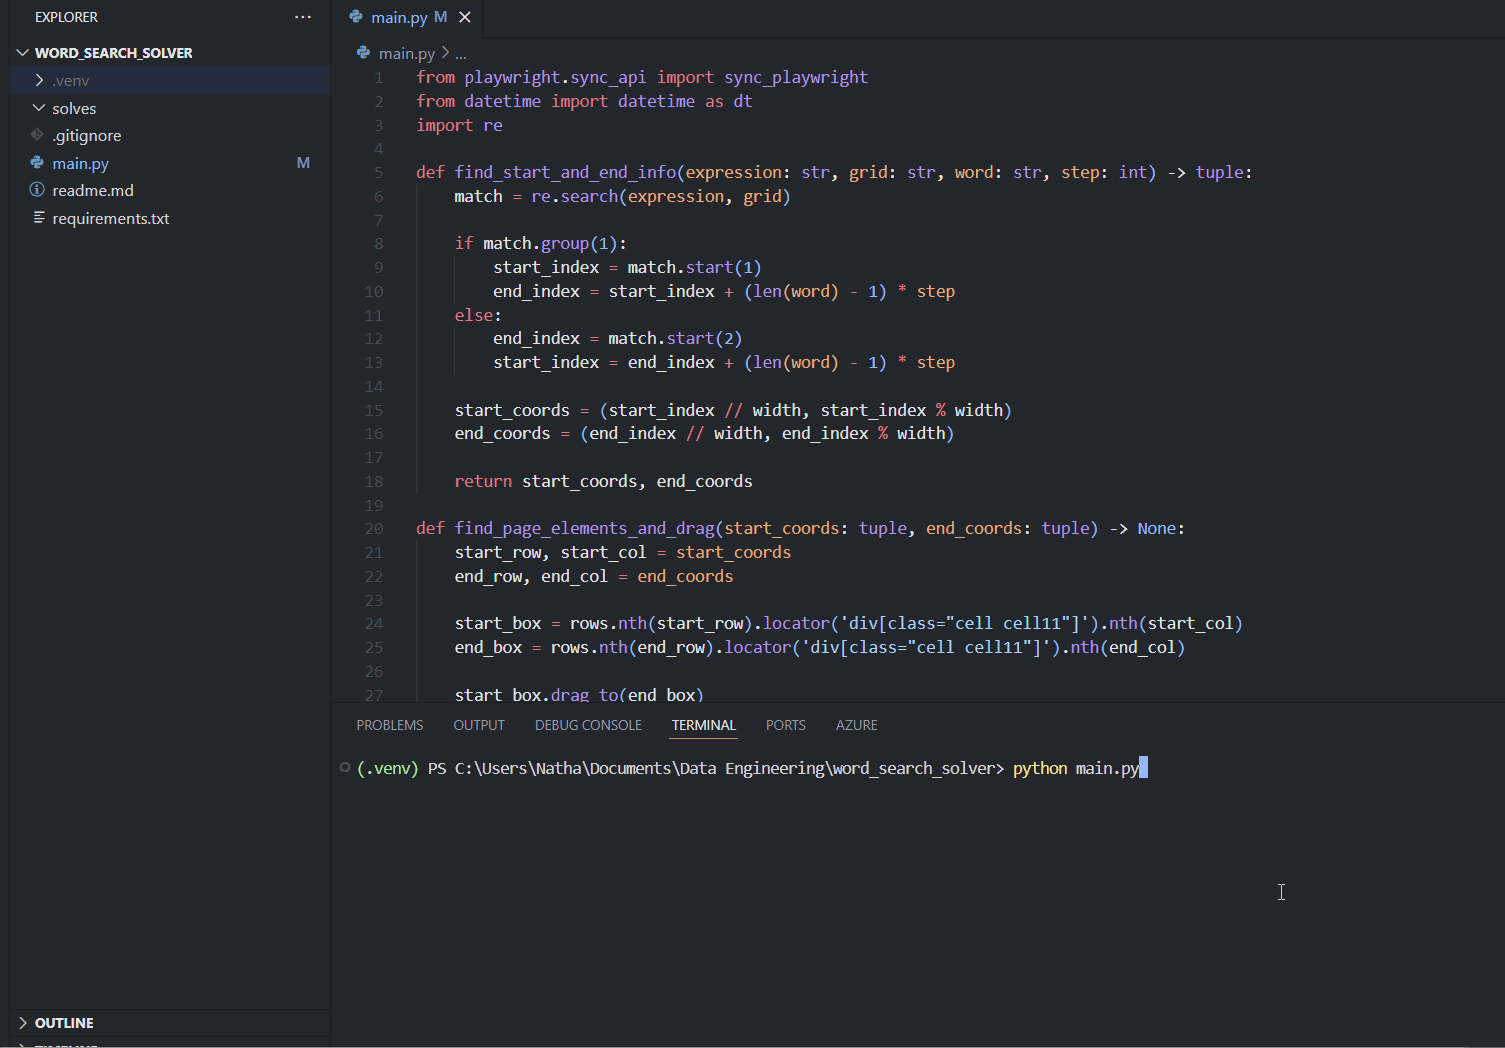 EXPLORER
WORD_SEARCH_SOLVER
.venv
solves
.gitignore
main.py M
readme.md
requirements.txt
OUTLINE
TIMELINE
main.py M
main.py > ...
1 from playwright.sync_api import sync_playwright
2 from datetime import datetime as dt
3 import re
4
5 def find_start_and_end_info(expression: str, grid: str, word: str, step: int) -> tuple:
6     match = re.search(expression, grid)
7
8     if match.group(1):
9         start_index = match.start(1)
10         end_index = start_index + (len(word) - 1) * step
11     else:
12         end_index = match.start(2)
13         start_index = end_index + (len(word) - 1) * step
14
15     start_coords = (start_index // width, start_index % width)
16     end_coords = (end_index // width, end_index % width)
17
18     return start_coords, end_coords
19
20 def find_page_elements_and_drag(start_coords: tuple, end_coords: tuple) -> None:
21     start_row, start_col = start_coords
22     end_row, end_col = end_coords
23
24     start_box = rows.nth(start_row).locator('div[class="cell cell11"]').nth(start_col)
25     end_box = rows.nth(end_row).locator('div[class="cell cell11"]').nth(end_col)
26
27     start_box.drag_to(end_box)
PROBLEMS OUTPUT DEBUG CONSOLE TERMINAL PORTS AZURE
(.venv) PS C:\Users\Natha\Documents\Data Engineering\word_search_solver> python main.py